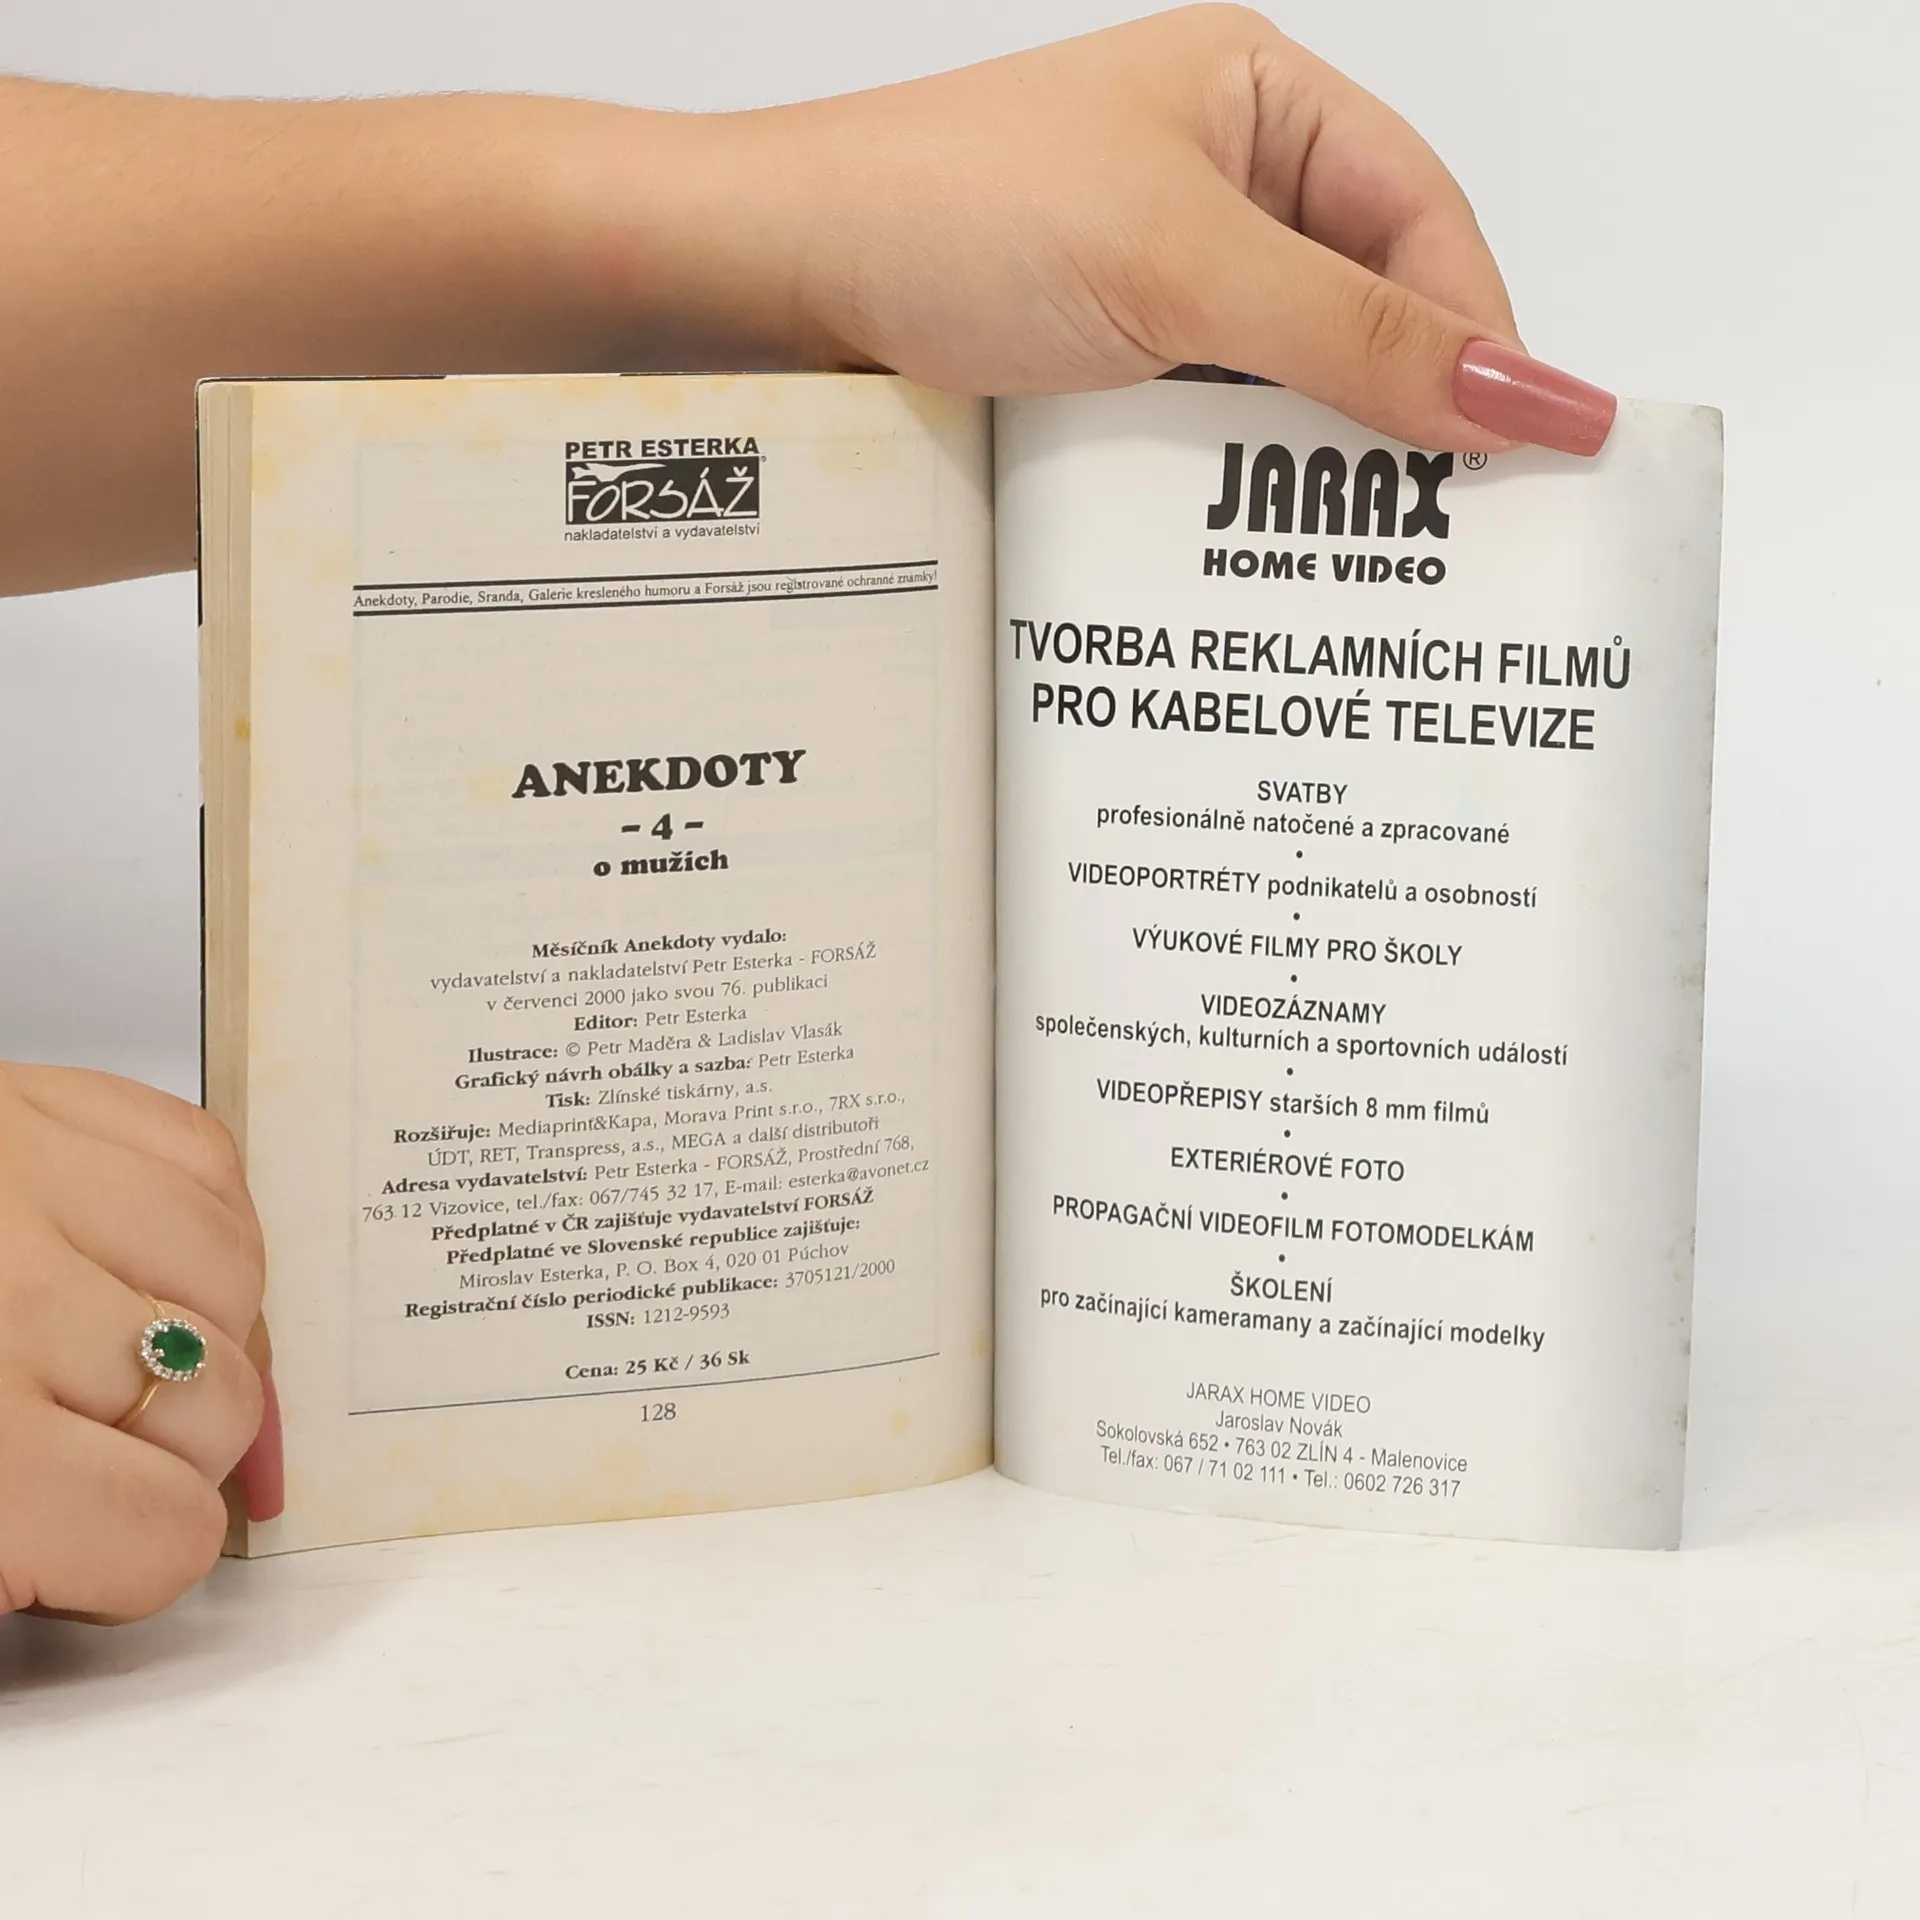 PETR ESTERKA
FORSÁŽ
nakladatelství a vydavatelství
Anekdoty, Parodie, Sranda, Galerie kresleného humoru a Forsáž jsou registrované ochranné známky!
ANEKDOTY
- 4 -
o mužích
Měsíčník Anekdoty vydalo:
vydavatelství a nakladatelství Petr Esterka - FORSÁŽ
v červenci 2000 jako svou 76. publikaci
Editor: Petr Esterka
Ilustrace: © Petr Maděra & Ladislav Vlasák
Grafický návrh obálky a sazba: Petr Esterka
Tisk: Zlínské tiskárny, a.s.
Rozšiřuje: Mediaprint&Kapa, Morava Print s.r.o., 7RX s.r.o.,
ÚDT, RET, Transpress, a.s., MEGA a další distributoři
Adresa vydavatelství: Petr Esterka - FORSÁŽ, Prostřední 768,
763 12 Vizovice, tel./fax: 067/745 32 17, E-mail: esterka@avonet.cz
Předplatné v ČR zajišťuje vydavatelství FORSÁŽ
Předplatné ve Slovenské republice zajišťuje:
Miroslav Esterka, P. O. Box 4, 020 01 Púchov
Registrační číslo periodické publikace: 3705121/2000
ISSN: 1212-9593
Cena: 25 Kč / 36 Sk
128
JARAX ®
HOME VIDEO
TVORBA REKLAMNÍCH FILMŮ
PRO KABELOVÉ TELEVIZE
SVATBY
profesionálně natočené a zpracované
•
VIDEOPORTRÉTY podnikatelů a osobností
•
VÝUKOVÉ FILMY PRO ŠKOLY
•
VIDEOZÁZNAMY
společenských, kulturních a sportovních událostí
•
VIDEOPŘEPISY starších 8 mm filmů
•
EXTERIÉROVÉ FOTO
•
PROPAGAČNÍ VIDEOFILM FOTOMODELKÁM
•
ŠKOLENÍ
pro začínající kameramany a začínající modelky
JARAX HOME VIDEO
Jaroslav Novák
Sokolovská 652 • 763 02 ZLÍN 4 - Malenovice
Tel./fax: 067 / 71 02 111 • Tel.: 0602 726 317